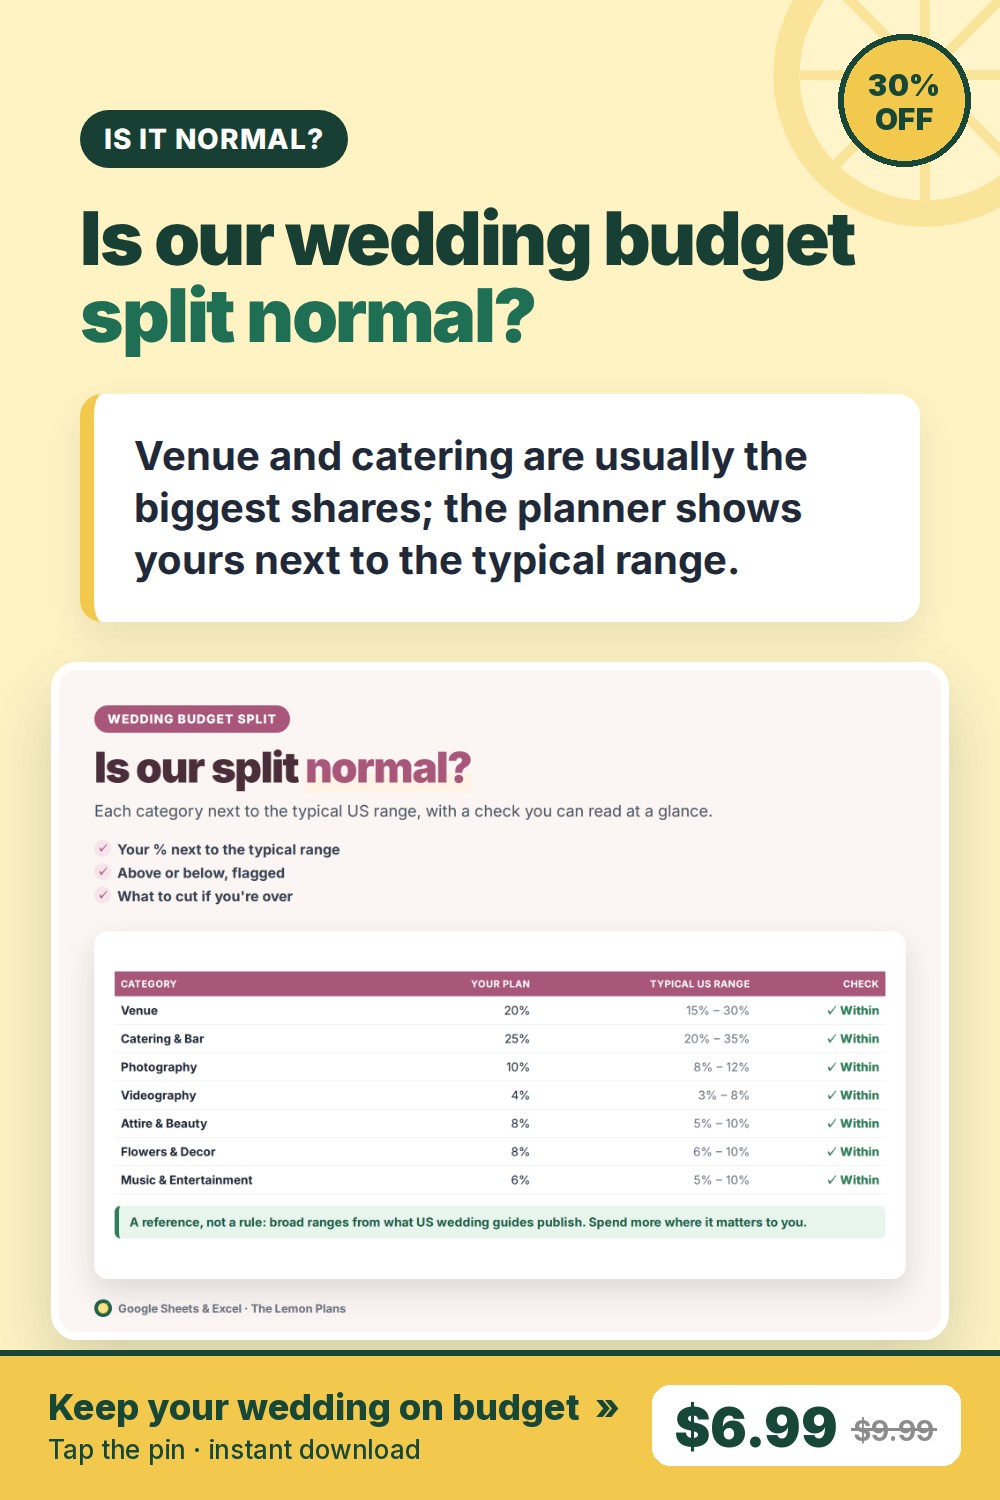 30%
OFF
IS IT NORMAL?
Is our wedding budget
split normal?
Venue and catering are usually the
biggest shares; the planner shows
yours next to the typical range.
WEDDING BUDGET SPLIT
Is our split normal?
Each category next to the typical US range, with a check you can read at a glance.
✓ Your % next to the typical range
✓ Above or below, flagged
✓ What to cut if you're over
CATEGORY YOUR PLAN TYPICAL US RANGE CHECK
Venue 20% 15% – 30% ✓ Within
Catering & Bar 25% 20% – 35% ✓ Within
Photography 10% 8% – 12% ✓ Within
Videography 4% 3% – 8% ✓ Within
Attire & Beauty 8% 5% – 10% ✓ Within
Flowers & Decor 8% 6% – 10% ✓ Within
Music & Entertainment 6% 5% – 10% ✓ Within
A reference, not a rule: broad ranges from what US wedding guides publish. Spend more where it matters to you.
Google Sheets & Excel · The Lemon Plans
Keep your wedding on budget »
Tap the pin · instant download
$6.99 $9.99